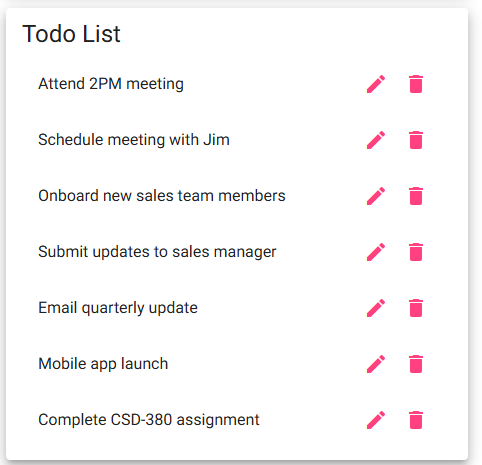 Todo List
Attend 2PM meeting
Schedule meeting with Jim
Onboard new sales team members
Submit updates to sales manager
Email quarterly update
Mobile app launch
Complete CSD-380 assignment